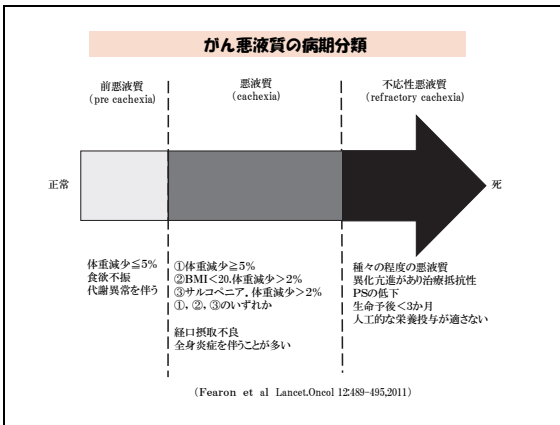 がん悪液質の病期分類
前悪液質
(pre cachexia)
悪液質
(cachexia)
不応性悪液質
(refractory cachexia)
正常
死
体重減少≦5%
食欲不振
代謝異常を伴う
①体重減少≧5%
②BMI<20.体重減少>2%
③サルコペニア.体重減少>2%
①,②,③のいずれか
経口摂取不良
全身炎症を伴うことが多い
種々の程度の悪液質
異化亢進があり治療抵抗性
PSの低下
生命予後<3か月
人工的な栄養投与が適さない
(Fearon et al Lancet.Oncol 12:489-495,2011)